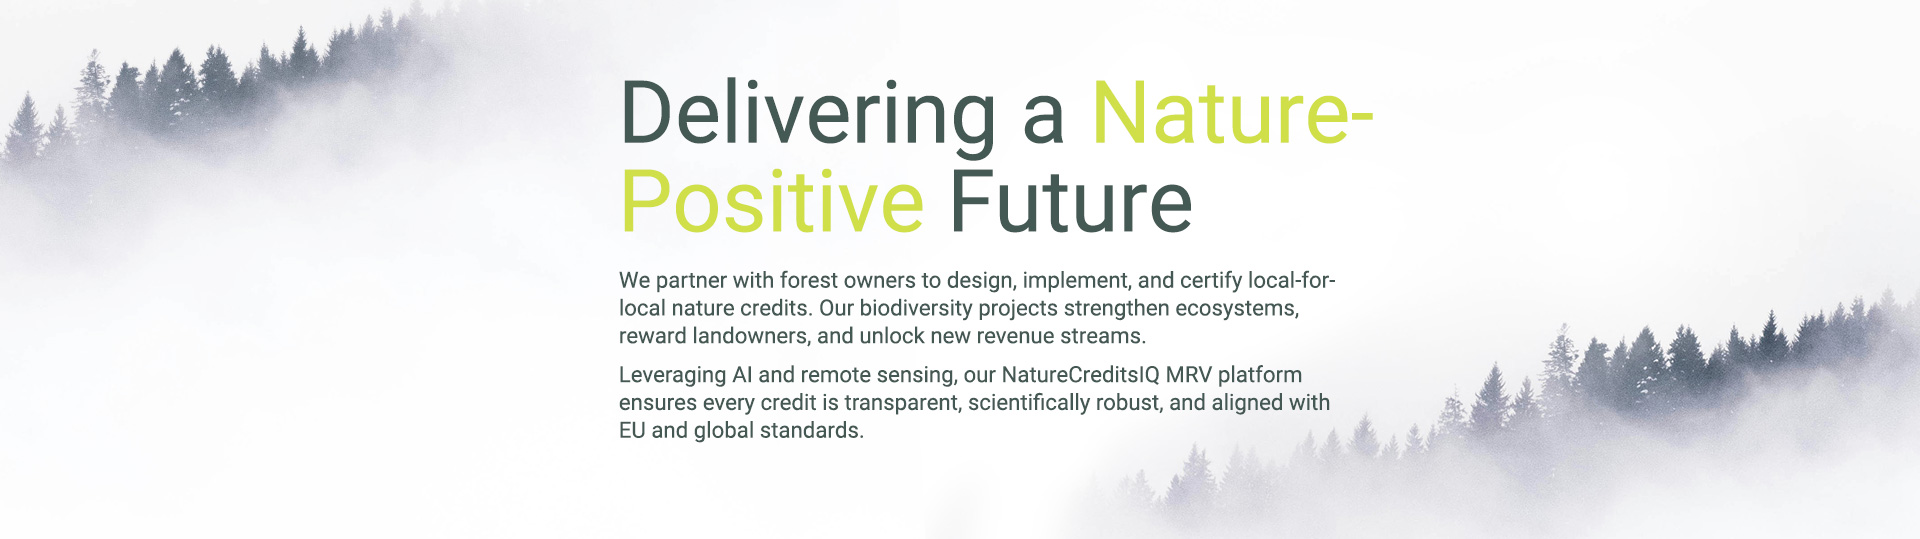 Delivering a Nature-
Positive Future
We partner with forest owners to design, implement, and certify local-for-
local nature credits. Our biodiversity projects strengthen ecosystems,
reward landowners, and unlock new revenue streams.
Leveraging AI and remote sensing, our NatureCreditsIQ MRV platform
ensures every credit is transparent, scientifically robust, and aligned with
EU and global standards.